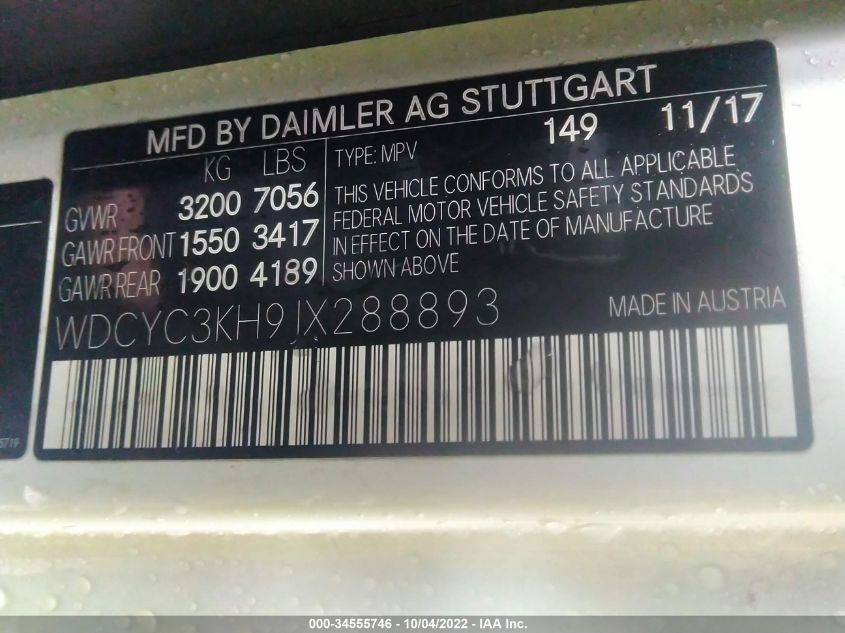 MFD BY DAIMLER AG STUTTGART
KG LBS
GVWR 3200 7056
GAWR FRONT 1550 3417
GAWR REAR 1900 4189
TYPE: MPV 149 11/17
THIS VEHICLE CONFORMS TO ALL APPLICABLE
FEDERAL MOTOR VEHICLE SAFETY STANDARDS
IN EFFECT ON THE DATE OF MANUFACTURE
SHOWN ABOVE
WDCYC3KH9JX288893 MADE IN AUSTRIA
5719
000-34555746 - 10/04/2022 - IAA Inc.